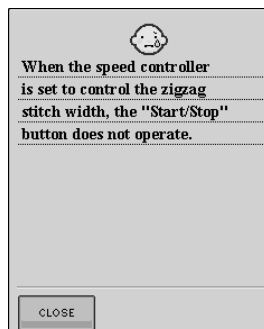 When the speed controller
is set to control the zigzag
stitch width, the "Start/Stop"
button does not operate.
CLOSE